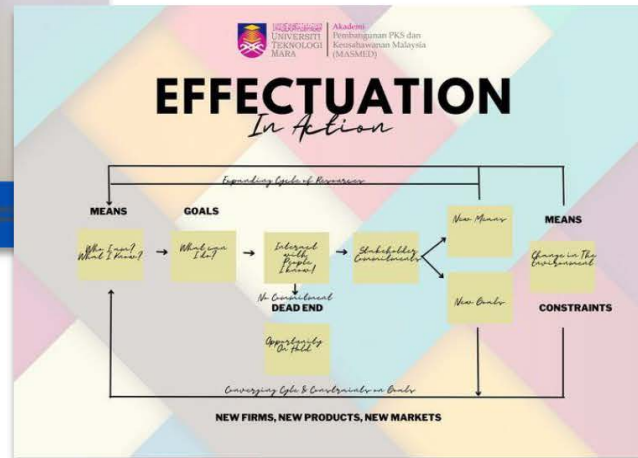 UNIVERSITI
TEKNOLOGI
MARA
Akademi
Pembangunan PKS dan
Keusahawanan Malaysia
(MASMED)
EFFECTUATION
In Action
Expanding Cycle of Resources
MEANS
GOALS
Who I am?
What I Know?
What can
I do?
Interact
with
People
I know!
Stakeholder
Commitments
New Means
New Goals
MEANS
Change in The
Environment
CONSTRAINTS
No Commitment
DEAD END
Opportunity
On Hold
Converging Cycle & Constraints on Goals
NEW FIRMS, NEW PRODUCTS, NEW MARKETS